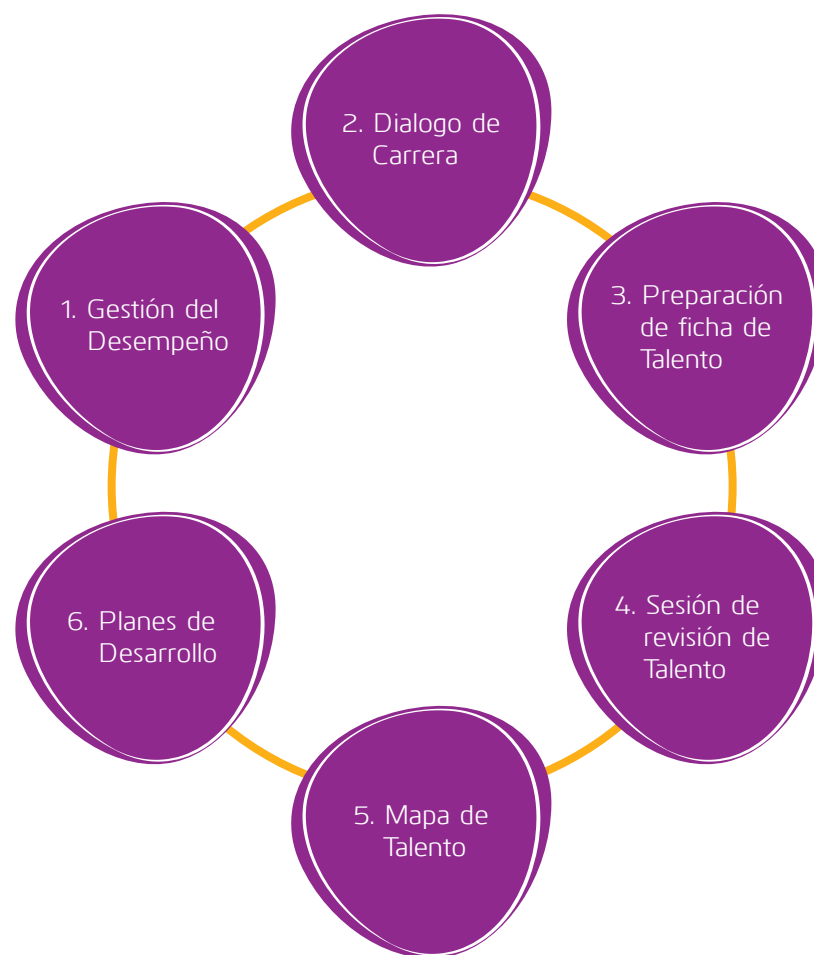 1. Gestión del
Desempeño
2. Dialogo de
Carrera
3. Preparación
de ficha de
Talento
4. Sesión de
revisión de
Talento
5. Mapa de
Talento
6. Planes de
Desarrollo